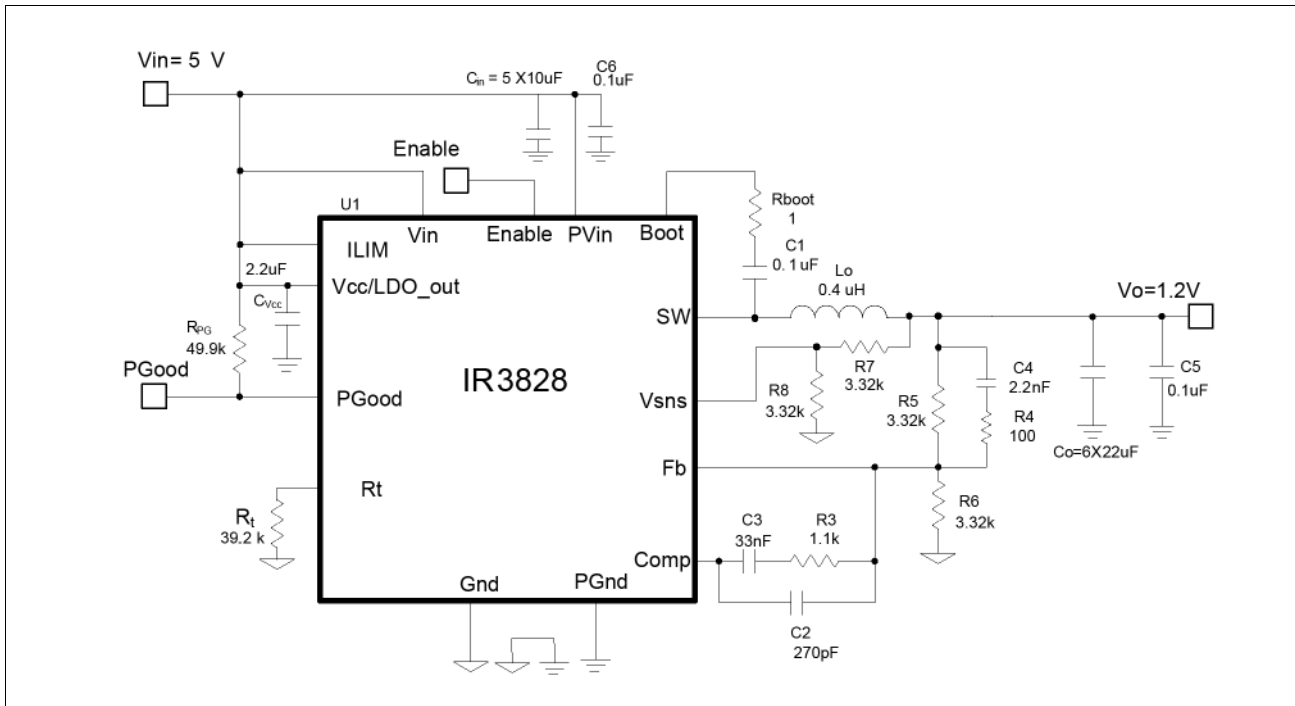 Vin= 5 V
Cin = 5 X10uF
C6
0.1uF
Enable
U1
Vin
Enable
PVin
Boot
Rboot
1
ILIM
C1
0.1uF
2.2uF
Vcc/LDO_out
CVcc
Lo
0.4 uH
Vo=1.2V
SW
RPG
49.9k
PGood
IR3828
R7
3.32k
C4
2.2nF
C5
0.1uF
R8
3.32k
R5
3.32k
PGood
Vsns
R4
100
Co=6X22uF
Fb
Rt
Rt
39.2 k
R6
3.32k
C3
33nF
R3
1.1k
Comp
Gnd
PGnd
C2
270pF